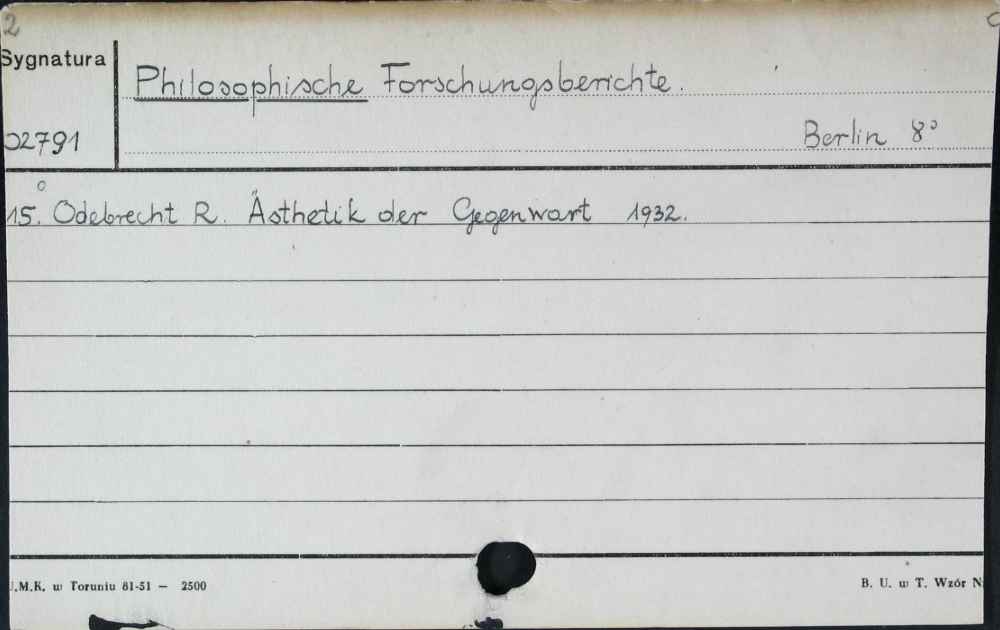 2
Sygnatura
Philosophische Forschungsberichte.
02791
Berlin 8°
15. Odebrecht R. Ästhetik der Gegenwart 1932.
U.M.K. w Toruniu 81-51 — 2500
B. U. w T. Wzór